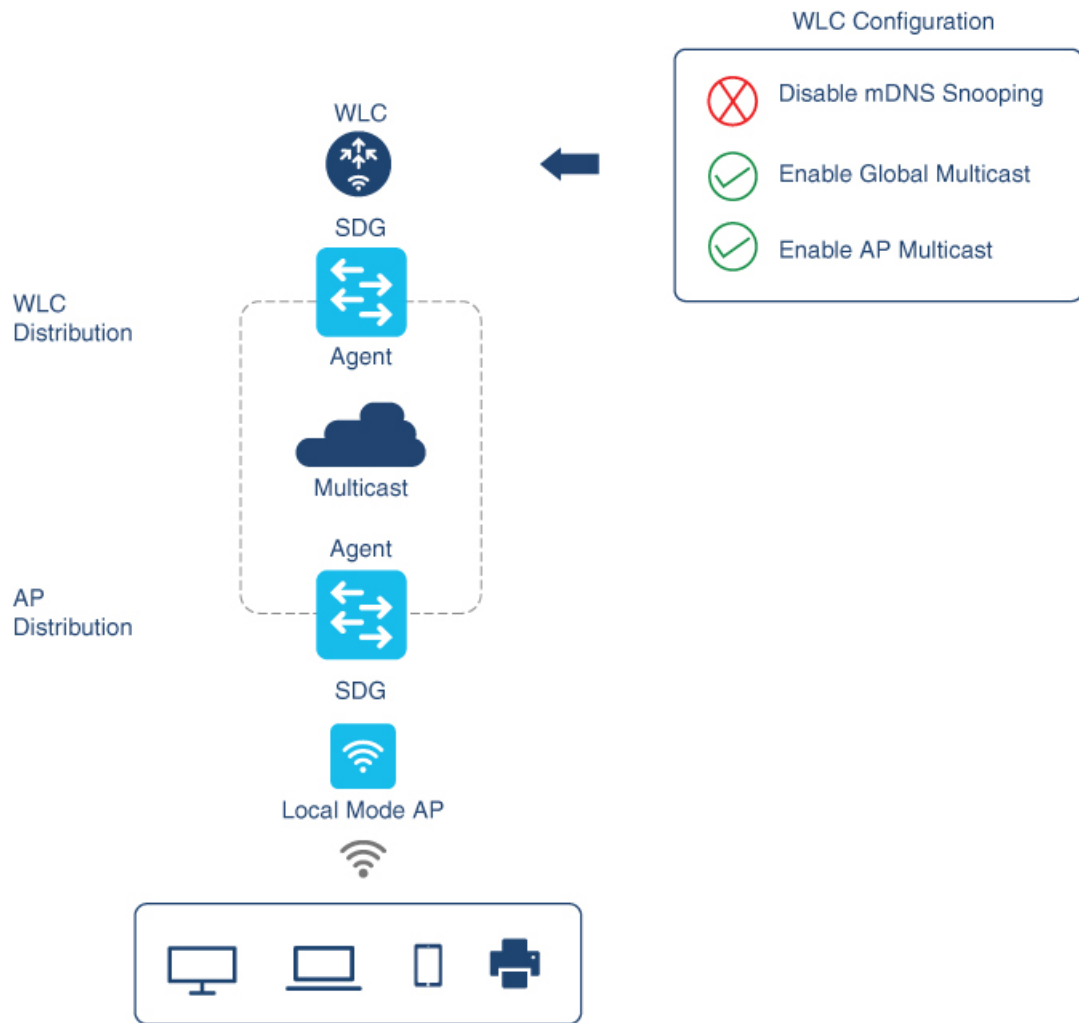 WLC Configuration
Disable mDNS Snooping
Enable Global Multicast
Enable AP Multicast
WLC
SDG
WLC
Distribution
Agent
Multicast
Agent
AP
Distribution
SDG
Local Mode AP